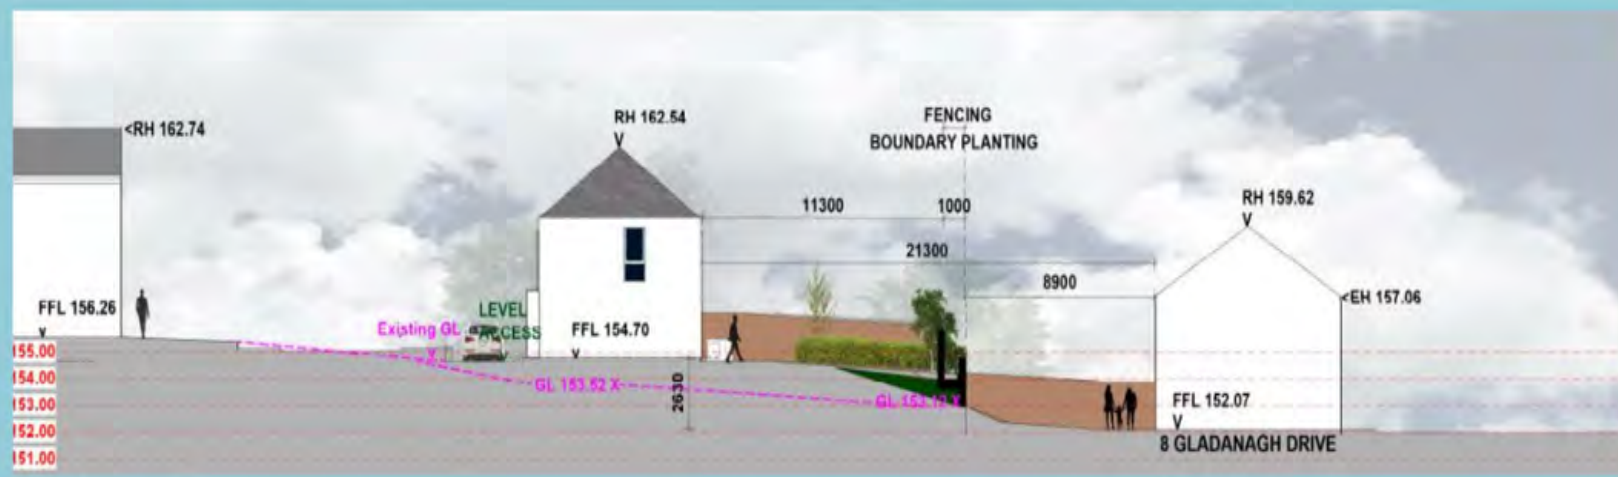 FENCING
BOUNDARY PLANTING
RH 162.54
<RH 162.74
RH 159.62
11300
1000
21300
8900
<EH 157.06
FFL 156.26
LEVEL
ACCESS
Existing GL
FFL 154.70
155.00
154.00
153.00
152.00
151.00
GL 153.52 X
2630
GL 153.13 X
FFL 152.07
8 GLADANAGH DRIVE